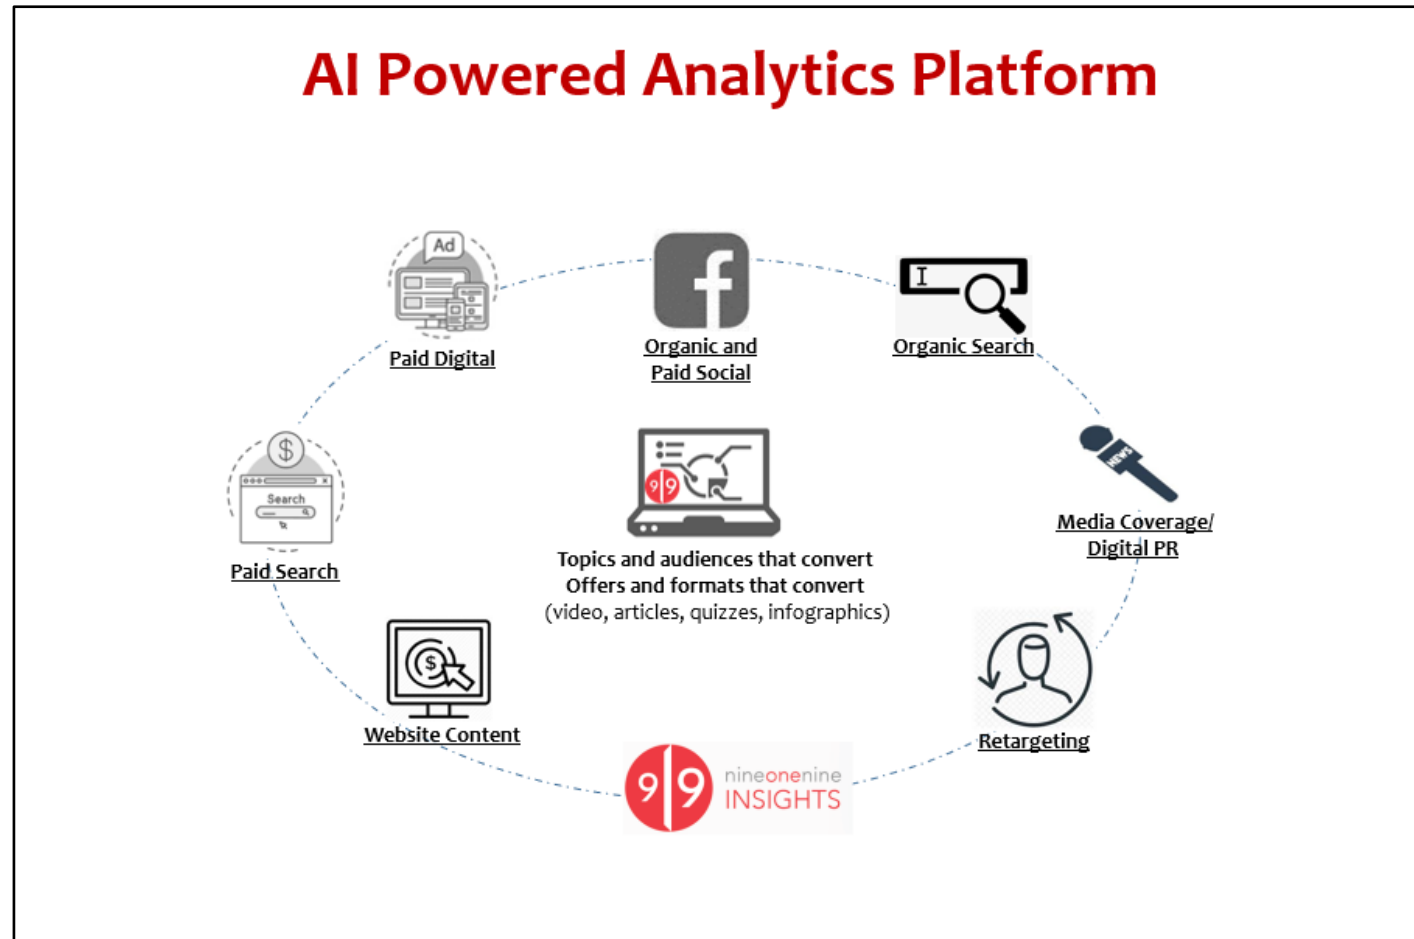 AI Powered Analytics Platform
Ad
Paid Digital
f
Organic and
Paid Social
I
Organic Search
$
Search
Paid Search
9|9
Topics and audiences that convert
Offers and formats that convert
(video, articles, quizzes, infographics)
NEWS
Media Coverage/
Digital PR
$
Website Content
Retargeting
9|9
nineonenine
INSIGHTS